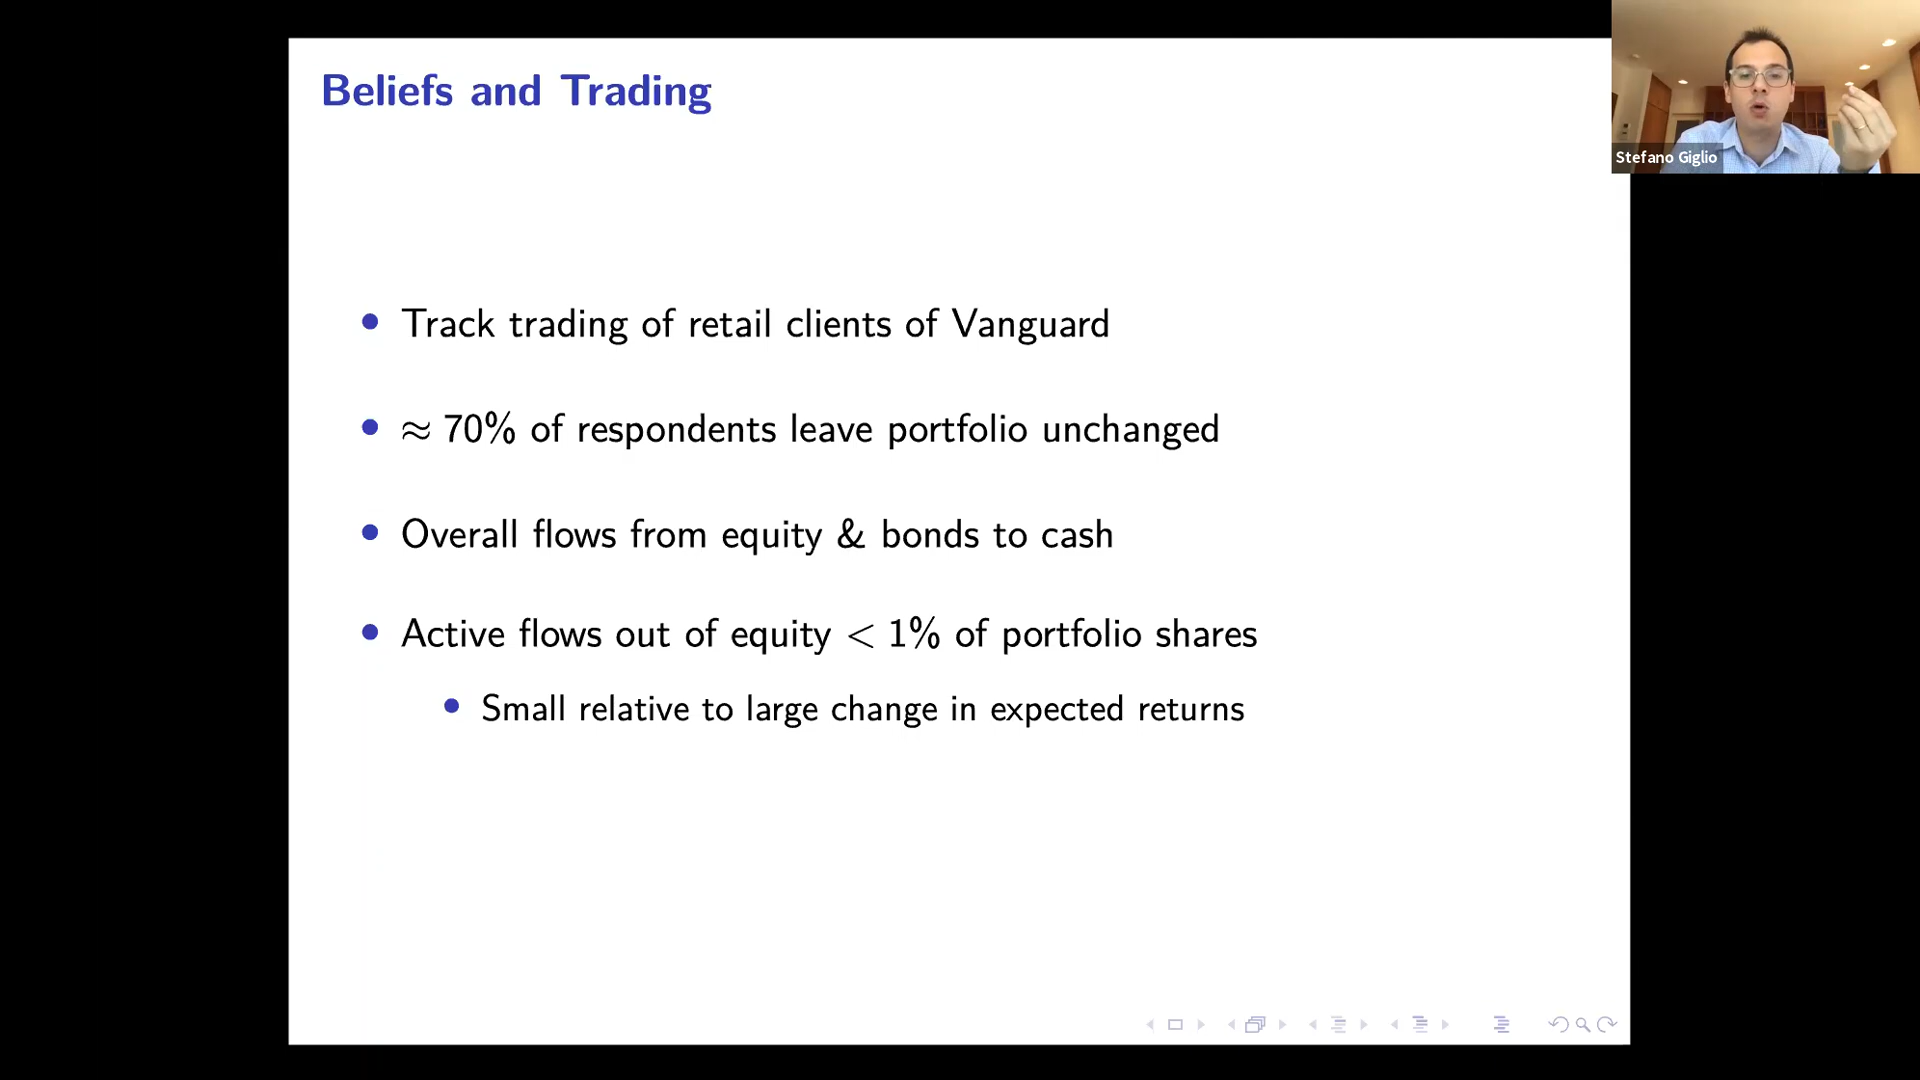 Beliefs and Trading
Stefano Giglio
• Track trading of retail clients of Vanguard
• ≈ 70% of respondents leave portfolio unchanged
• Overall flows from equity & bonds to cash
• Active flows out of equity < 1% of portfolio shares
• Small relative to large change in expected returns